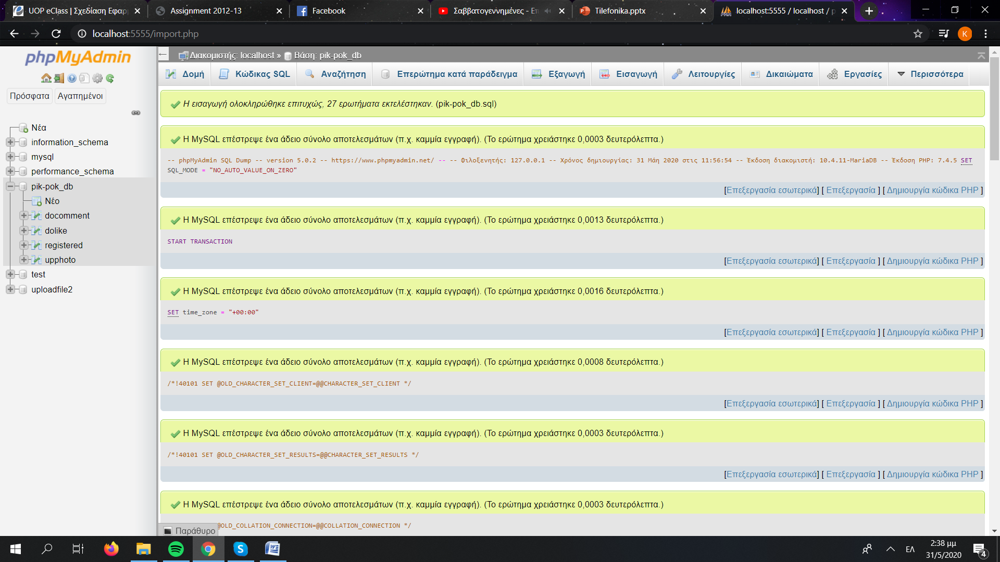 UOP eClass | Σχεδίαση Εφαρ
Assignment 2012-13
Facebook
Σαββατογεννημένες - Επ
Tilefonika.pptx
localhost:5555 / localhost / p
localhost:5555/import.php
K
phpMyAdmin
Πρόσφατα Αγαπημένοι
Νέα
information_schema
mysql
performance_schema
pik-pok_db
Νέο
docomment
dolike
registered
upphoto
test
uploadfile2
Διακομιστής: localhost » Βάση: pik-pok_db
Δομή Κώδικας SQL Αναζήτηση Επερώτημα κατά παράδειγμα Εξαγωγή Εισαγωγή Λειτουργίες Δικαιώματα Εργασίες Περισσότερα
Η εισαγωγή ολοκληρώθηκε επιτυχώς, 27 ερωτήματα εκτελέστηκαν. (pik-pok_db.sql)
Η MySQL επέστρεψε ένα άδειο σύνολο αποτελεσμάτων (π.χ. καμμία εγγραφή). (Το ερώτημα χρειάστηκε 0,0003 δευτερόλεπτα.)
-- phpMyAdmin SQL Dump -- version 5.0.2 -- https://www.phpmyadmin.net/ -- -- Φιλοξενητής: 127.0.0.1 -- Χρόνος δημιουργίας: 31 Μάη 2020 στις 11:56:54 -- Έκδοση διακομιστή: 10.4.11-MariaDB -- Έκδοση PHP: 7.4.5 SET
SQL_MODE = "NO_AUTO_VALUE_ON_ZERO"
[Επεξεργασία εσωτερικά] [ Επεξεργασία ] [ Δημιουργία κώδικα PHP ]
Η MySQL επέστρεψε ένα άδειο σύνολο αποτελεσμάτων (π.χ. καμμία εγγραφή). (Το ερώτημα χρειάστηκε 0,0013 δευτερόλεπτα.)
START TRANSACTION
[Επεξεργασία εσωτερικά] [ Επεξεργασία ] [ Δημιουργία κώδικα PHP ]
Η MySQL επέστρεψε ένα άδειο σύνολο αποτελεσμάτων (π.χ. καμμία εγγραφή). (Το ερώτημα χρειάστηκε 0,0016 δευτερόλεπτα.)
SET time_zone = "+00:00"
[Επεξεργασία εσωτερικά] [ Επεξεργασία ] [ Δημιουργία κώδικα PHP ]
Η MySQL επέστρεψε ένα άδειο σύνολο αποτελεσμάτων (π.χ. καμμία εγγραφή). (Το ερώτημα χρειάστηκε 0,0008 δευτερόλεπτα.)
/*!40101 SET @OLD_CHARACTER_SET_CLIENT=@@CHARACTER_SET_CLIENT */
[Επεξεργασία εσωτερικά] [ Επεξεργασία ] [ Δημιουργία κώδικα PHP ]
Η MySQL επέστρεψε ένα άδειο σύνολο αποτελεσμάτων (π.χ. καμμία εγγραφή). (Το ερώτημα χρειάστηκε 0,0003 δευτερόλεπτα.)
/*!40101 SET @OLD_CHARACTER_SET_RESULTS=@@CHARACTER_SET_RESULTS */
[Επεξεργασία εσωτερικά] [ Επεξεργασία ] [ Δημιουργία κώδικα PHP ]
Η MySQL επέστρεψε ένα άδειο σύνολο αποτελεσμάτων (π.χ. καμμία εγγραφή). (Το ερώτημα χρειάστηκε 0,0003 δευτερόλεπτα.)
@OLD_COLLATION_CONNECTION=@@COLLATION_CONNECTION */
Παράθυρο
ΕΛ
2:38 μμ
31/5/2020
4